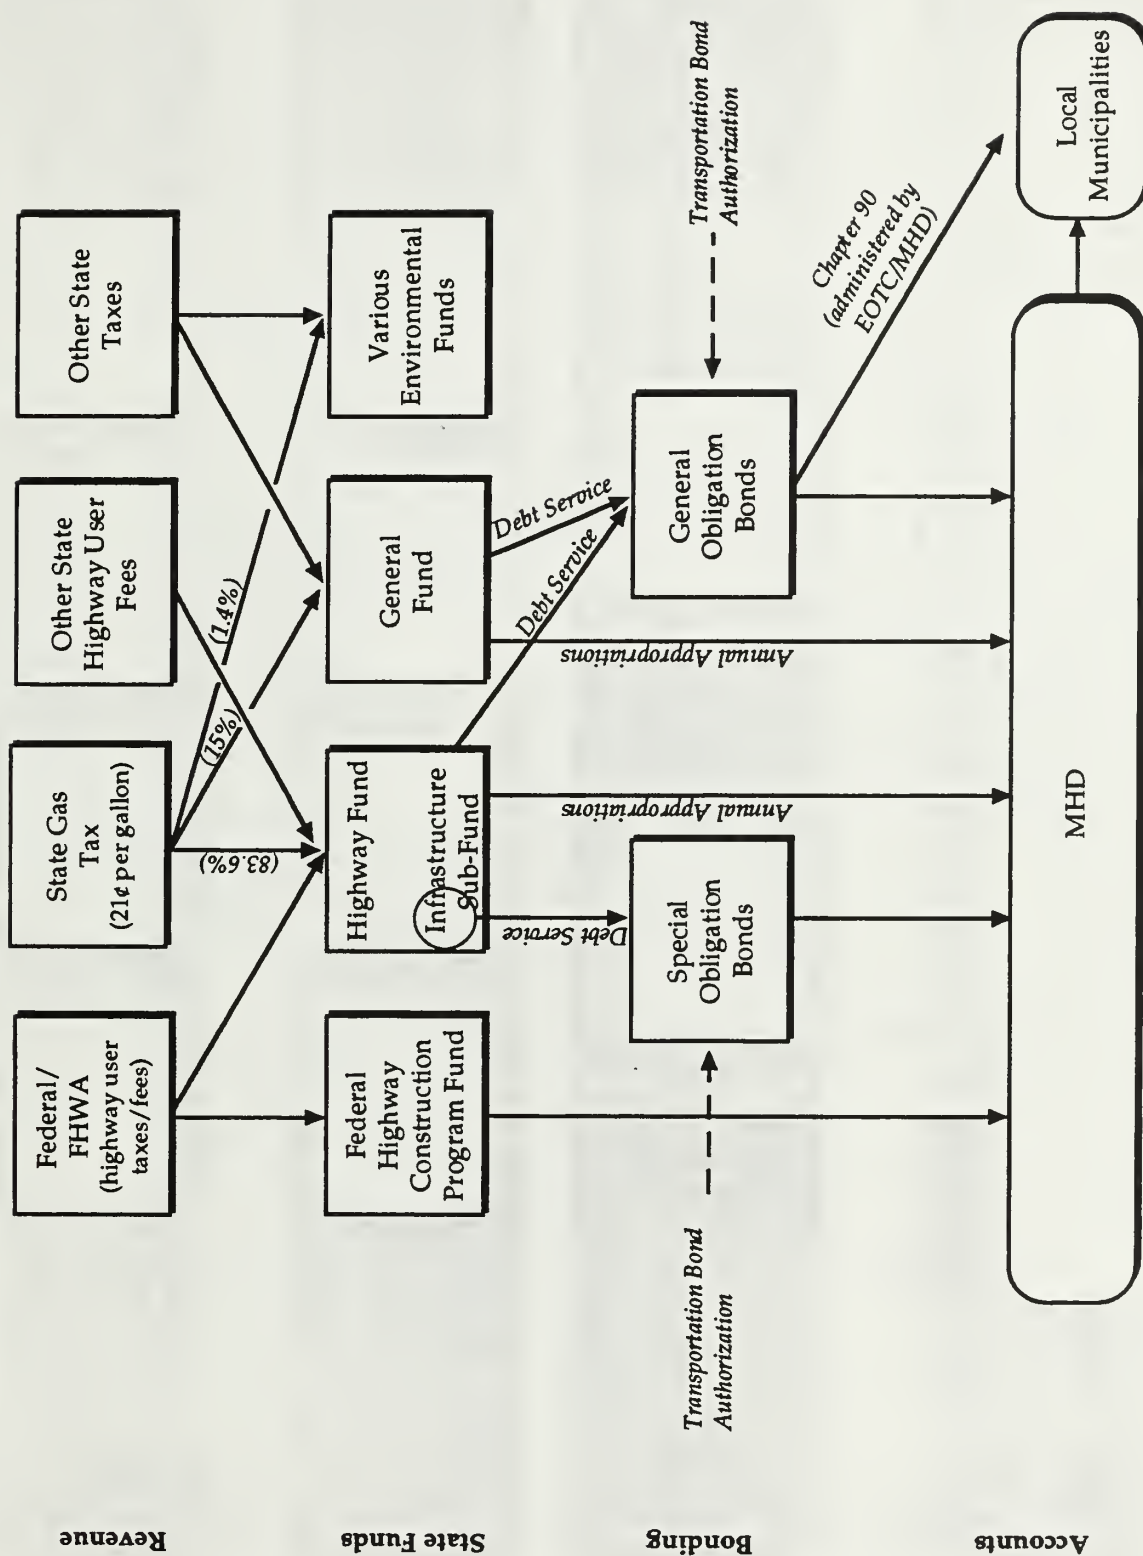 Revenue
Federal/
FHWA
(highway user
taxes/fees)
State Gas
Tax
(21¢ per gallon)
Other State
Highway User
Fees
Other State
Taxes
(83.6%)
(15%)
(1.4%)
State Funds
Federal
Highway
Construction
Program Fund
Highway Fund
Infrastructure
Sub-Fund
General
Fund
Various
Environmental
Funds
Debt Service
Annual Appropriations
Debt Service
Annual Appropriations
Debt Service
Bonding
Transportation Bond
Authorization
Special
Obligation
Bonds
General
Obligation
Bonds
Transportation Bond
Authorization
Chapter 90
(administered by
EOTC/MHD)
Accounts
MHD
Local
Municipalities